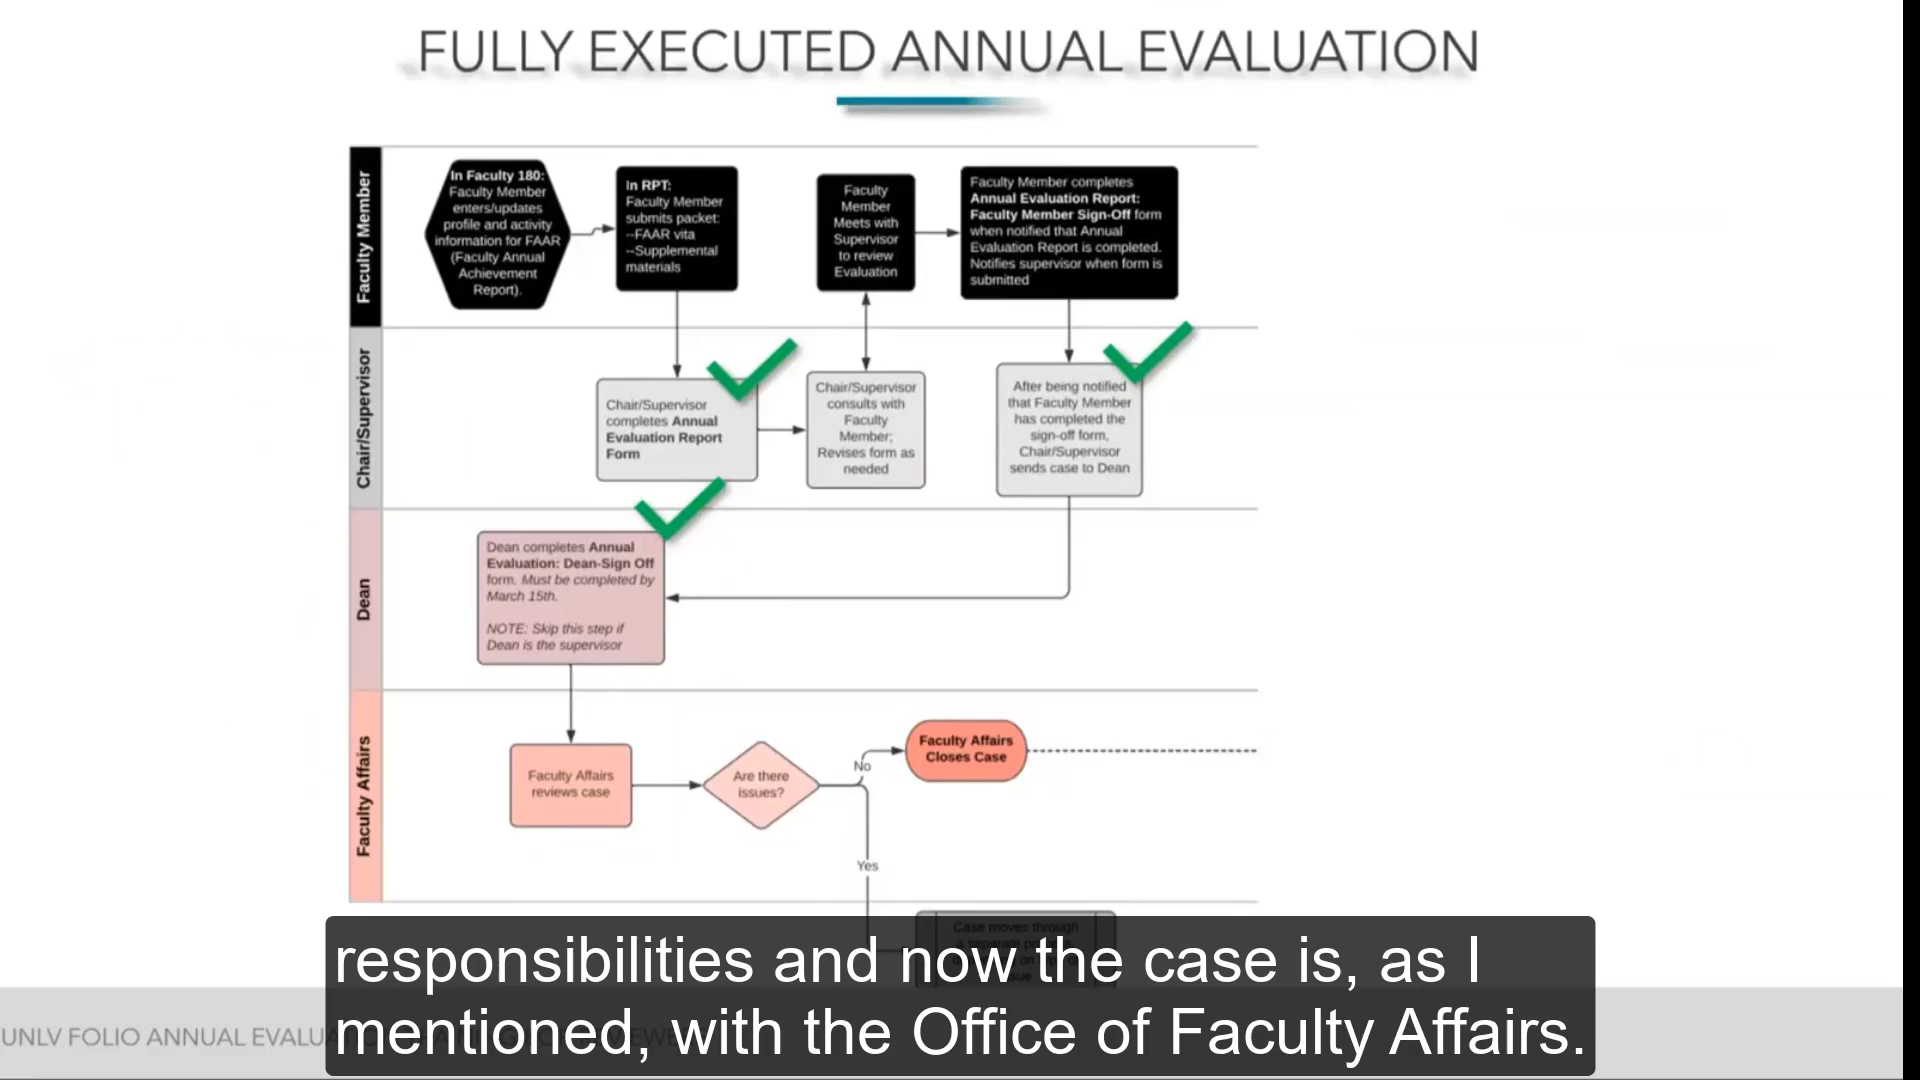 FULLY EXECUTED ANNUAL EVALUATION
Faculty Member
In Faculty 180:
Faculty Member
enters/updates
profile and activity
information for FAAR
(Faculty Annual
Achievement
Report).
In RPT:
Faculty Member
submits packet:
--FAAR vita
--Supplemental
materials
Faculty
Member
Meets with
Supervisor
to review
Evaluation
Faculty Member completes
Annual Evaluation Report:
Faculty Member Sign-Off form
when notified that Annual
Evaluation Report is completed.
Notifies supervisor when form is
submitted
Chair/Supervisor
Chair/Supervisor
completes Annual
Evaluation Report
Form
Chair/Supervisor
consults with
Faculty
Member;
Revises form as
needed
After being notified
that Faculty Member
has completed the
sign-off form,
Chair/Supervisor
sends case to Dean
Dean
Dean completes Annual
Evaluation: Dean-Sign Off
form. Must be completed by
March 15th.
NOTE: Skip this step if
Dean is the supervisor
Faculty Affairs
Faculty Affairs
reviews case
Are there
issues?
No
Faculty Affairs
Closes Case
Yes
Case moves through
a separate
responsibilities and now the case is, as I
mentioned, with the Office of Faculty Affairs.
UNLV FOLIO ANNUAL